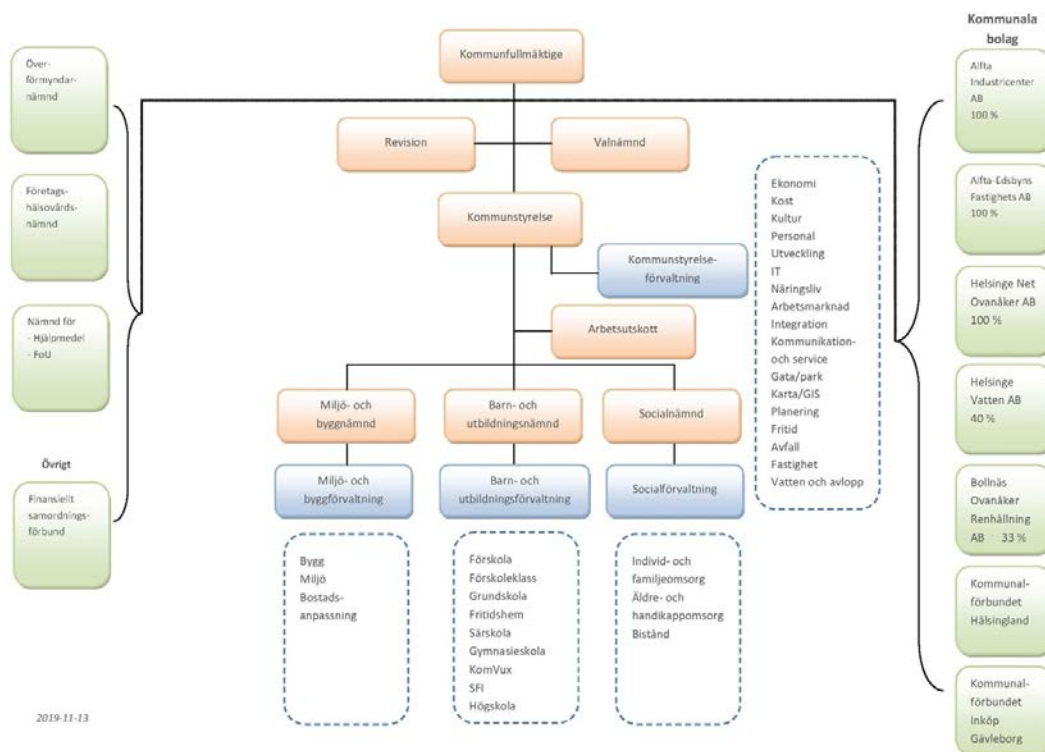 Kommunala
bolag
Kommunfullmäktige
Över-
förmyndar-
nämnd
Företags-
hälsovårds-
nämnd
Nämnd för
- Hjälpmedel
- FoU
Övrigt
Finansiellt
samordnings-
förbund
Revision
Valnämnd
Kommunstyrelse
Kommunstyrelse-
förvaltning
Arbetsutskott
Miljö- och
byggnämnd
Barn- och
utbildningsnämnd
Socialnämnd
Miljö- och
byggförvaltning
Barn- och
utbildningsförvaltning
Socialförvaltning
Bygg
Miljö
Bostads-
anpassning
Förskola
Förskoleklass
Grundskola
Fritidshem
Särskola
Gymnasieskola
KomVux
SFI
Högskola
Individ- och
familjeomsorg
Äldre- och
handikappomsorg
Bistånd
Ekonomi
Kost
Kultur
Personal
Utveckling
IT
Näringsliv
Arbetsmarknad
Integration
Kommunikation-
och service
Gata/park
Karta/GIS
Planering
Fritid
Avfall
Fastighet
Vatten och avlopp
Alfta
Industricenter
AB
100 %
Alfta-Edsbyns
Fastighets AB
100 %
Helsinge Net
Ovanåker AB
100 %
Helsinge
Vatten AB
40 %
Bollnäs
Ovanåker
Renhållning
AB 33 %
Kommunal-
förbundet
Hälsingland
Kommunal-
förbundet
Inköp
Gävleborg
2019-11-13